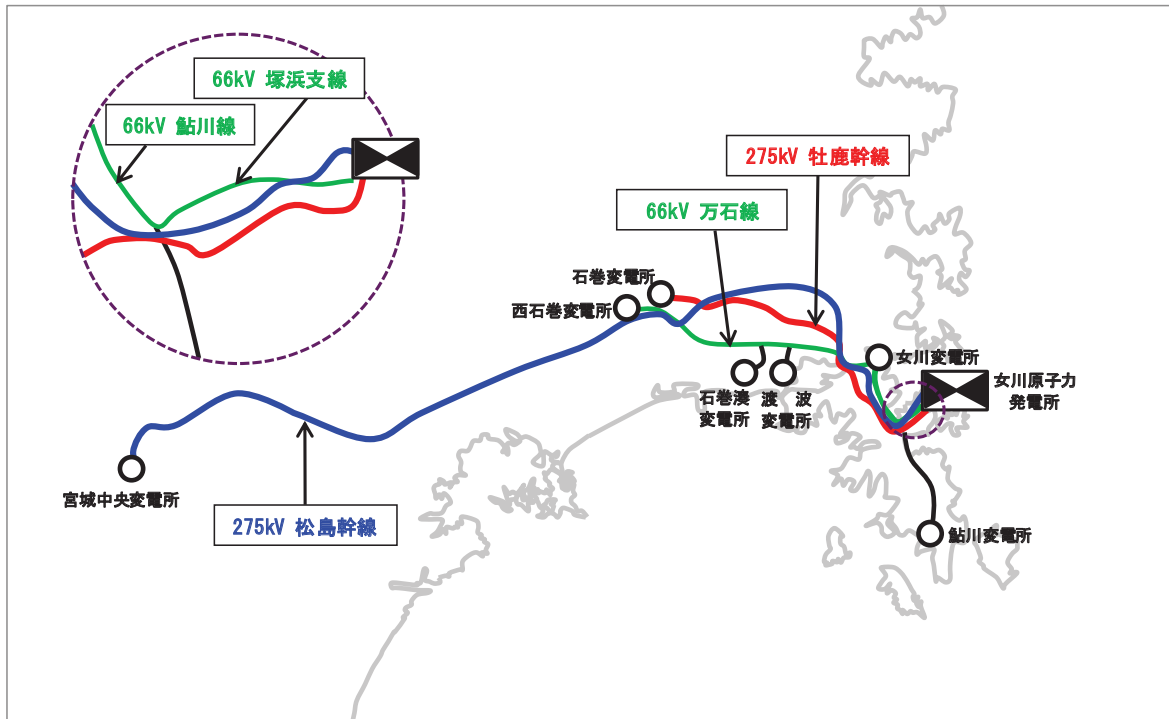 66kV 塚浜支線
66kV 鮎川線
275kV 牡鹿幹線
66kV 万石線
石巻変電所
西石巻変電所
女川変電所
女川原子力
発電所
石巻湊
変電所
渡 波
変電所
宮城中央変電所
275kV 松島幹線
鮎川変電所